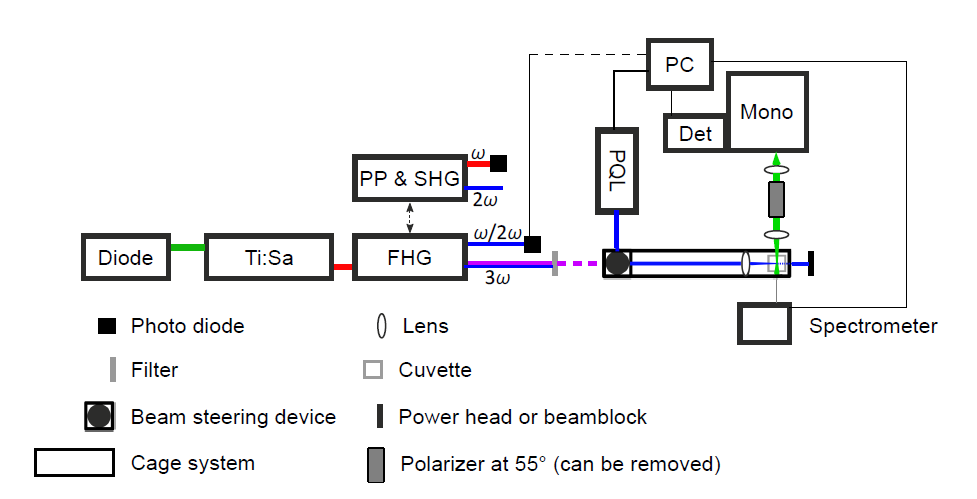 PC
Mono
Det
PQL
ω
PP & SHG
2ω
ω/2ω
Diode
Ti:Sa
FHG
3ω
Photo diode
Lens
Spectrometer
Filter
Cuvette
Beam steering device
Power head or beamblock
Cage system
Polarizer at 55° (can be removed)